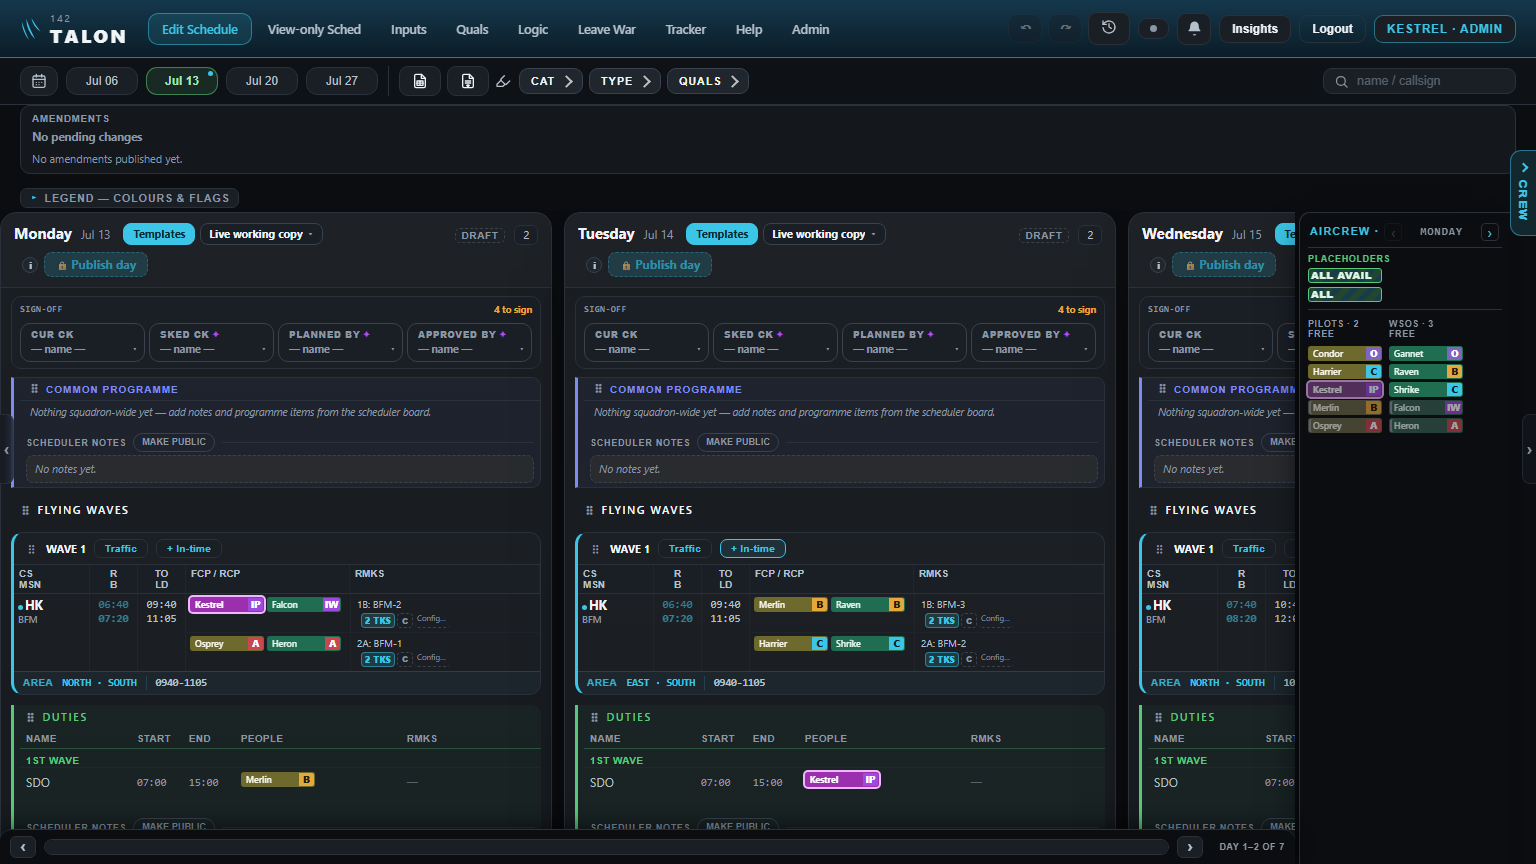 142
TALON
Edit Schedule
View-only Sched
Inputs
Quals
Logic
Leave War
Tracker
Help
Admin
Insights
Logout
KESTREL · ADMIN
Jul 06
Jul 13
Jul 20
Jul 27
CAT
TYPE
QUALS
name / callsign
AMENDMENTS
No pending changes
No amendments published yet.
CREW
LEGEND — COLOURS & FLAGS
Monday Jul 13 Templates Live working copy DRAFT 2
Publish day
SIGN-OFF 4 to sign
CUR CK SKED CK PLANNED BY APPROVED BY
— name — — name — — name — — name —
COMMON PROGRAMME
Nothing squadron-wide yet — add notes and programme items from the scheduler board.
SCHEDULER NOTES MAKE PUBLIC
No notes yet.
FLYING WAVES
WAVE 1 Traffic + In-time
CS R TO FCP / RCP RMKS
MSN B LD
HK 06:40 09:40 Kestrel IP Falcon IW 1B: BFM-2
BFM 07:20 11:05 2 TKS C Config...
Osprey A Heron A 2A: BFM-1
2 TKS C Config...
AREA NORTH · SOUTH 0940-1105
DUTIES
NAME START END PEOPLE RMKS
1ST WAVE
SDO 07:00 15:00 Merlin B —
SCHEDULER NOTES MAKE PUBLIC
Tuesday Jul 14 Templates Live working copy DRAFT 2
Publish day
SIGN-OFF 4 to sign
CUR CK SKED CK PLANNED BY APPROVED BY
— name — — name — — name — — name —
COMMON PROGRAMME
Nothing squadron-wide yet — add notes and programme items from the scheduler board.
SCHEDULER NOTES MAKE PUBLIC
No notes yet.
FLYING WAVES
WAVE 1 Traffic + In-time
CS R TO FCP / RCP RMKS
MSN B LD
HK 06:40 09:40 Merlin B Raven B 1B: BFM-3
BFM 07:20 11:05 2 TKS C Config...
Harrier C Shrike C 2A: BFM-2
2 TKS C Config...
AREA EAST · SOUTH 0940-1105
DUTIES
NAME START END PEOPLE RMKS
1ST WAVE
SDO 07:00 15:00 Kestrel IP —
SCHEDULER NOTES MAKE PUBLIC
Wednesday Jul 15 Te
Publish day
SIGN-OFF
CUR CK S
— name — —
COMMON PROGRAMM
Nothing squadron-wide yet —
SCHEDULER NOTES MAKE
No notes yet.
FLYING WAVES
WAVE 1 Traffic
CS R TO
MSN B LD
HK 07:40 10:4
BFM 08:20 12:
AREA NORTH · SOUTH 10
DUTIES
NAME START
1ST WAVE
SDO 07:00
SCHEDULER NOTES MAKE
AIRCREW · MONDAY
PLACEHOLDERS
ALL AVAIL
ALL
PILOTS · 2 FREE
WSOS · 3 FREE
Condor O Gannet O
Harrier C Raven B
Kestrel IP Shrike C
Merlin B Falcon IW
Osprey A Heron A
DAY 1–2 OF 7